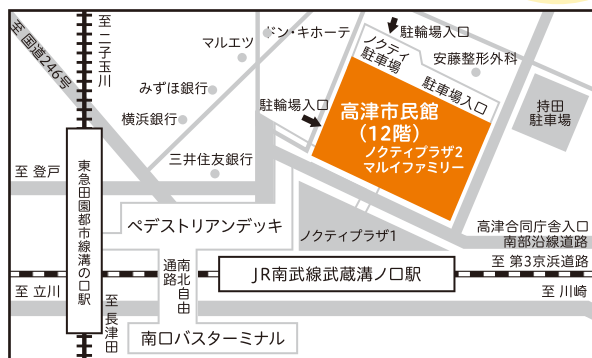 至 国道246号
至 二子玉川
マルエツ
ドン・キホーテ
駐輪場入口
ノクティ
駐車場
安藤整形外科
みずほ銀行
駐車場入口
横浜銀行
駐輪場入口
高津市民館
(12階)
ノクティプラザ2
マルイファミリー
持田
駐車場
三井住友銀行
至 登戸
東急田園都市線溝の口駅
ペデストリアンデッキ
ノクティプラザ1
高津合同庁舎入口
南部沿線道路
南北自由
通路
JR南武線武蔵溝ノ口駅
至 第3京浜道路
至 立川
至 川崎
至 長津田
南口バスターミナル